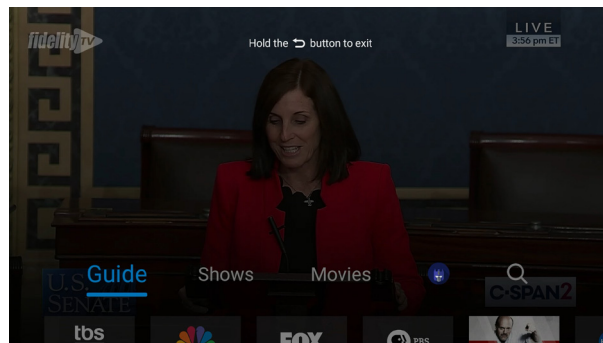 fidelity TV
Hold the button to exit
LIVE
3:56 pm ET
Guide
Shows
Movies
U.S.
SENATE
C-SPAN2
tbs
FOX
PBS